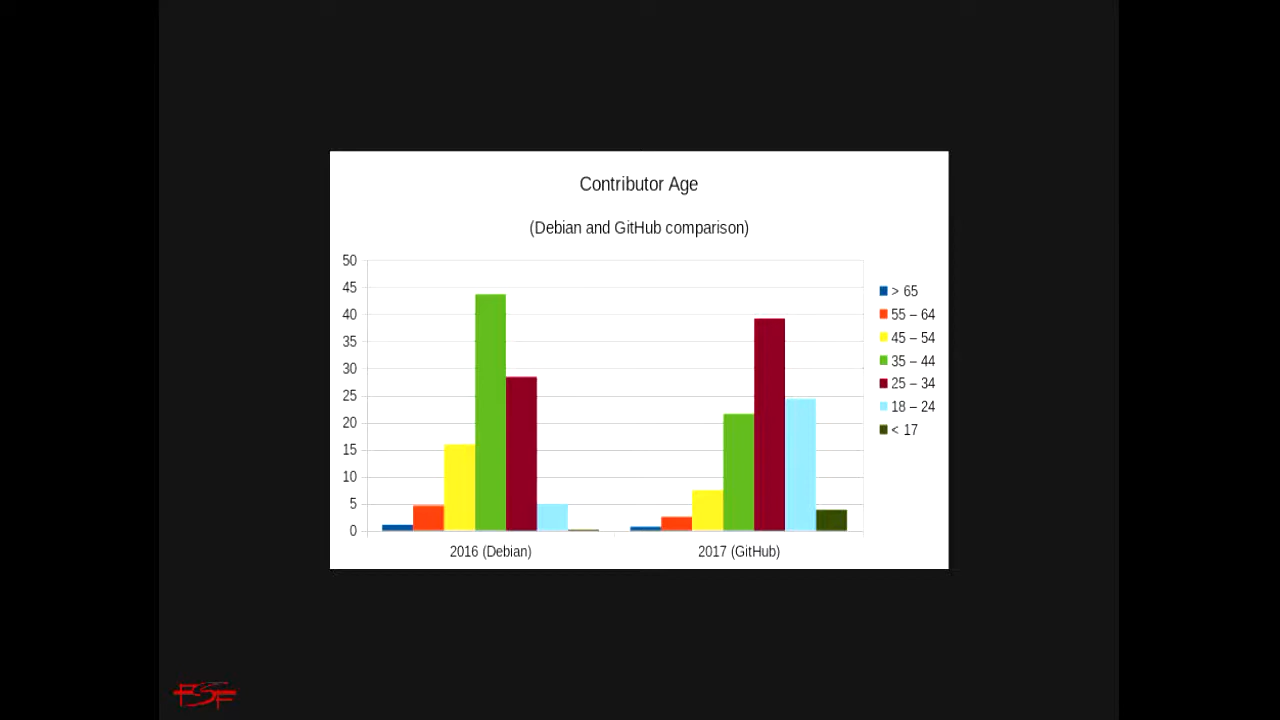 Contributor Age
(Debian and GitHub comparison)
50
45
40
35
30
25
20
15
10
5
0
2016 (Debian)
2017 (GitHub)
> 65
55 – 64
45 – 54
35 – 44
25 – 34
18 – 24
< 17
FSF